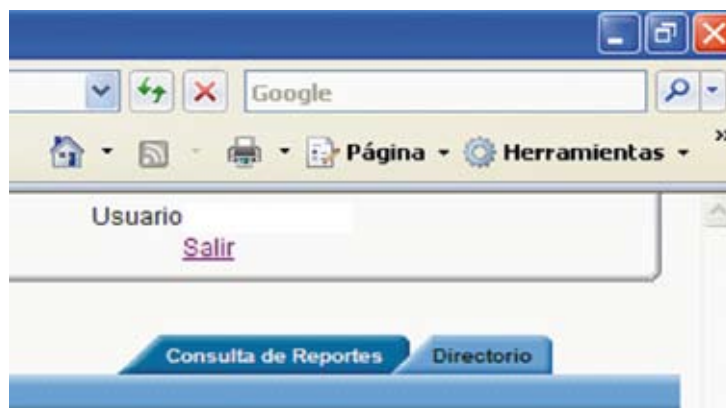 Google
Página Herramientas »
Usuario
Salir
Consulta de Reportes Directorio